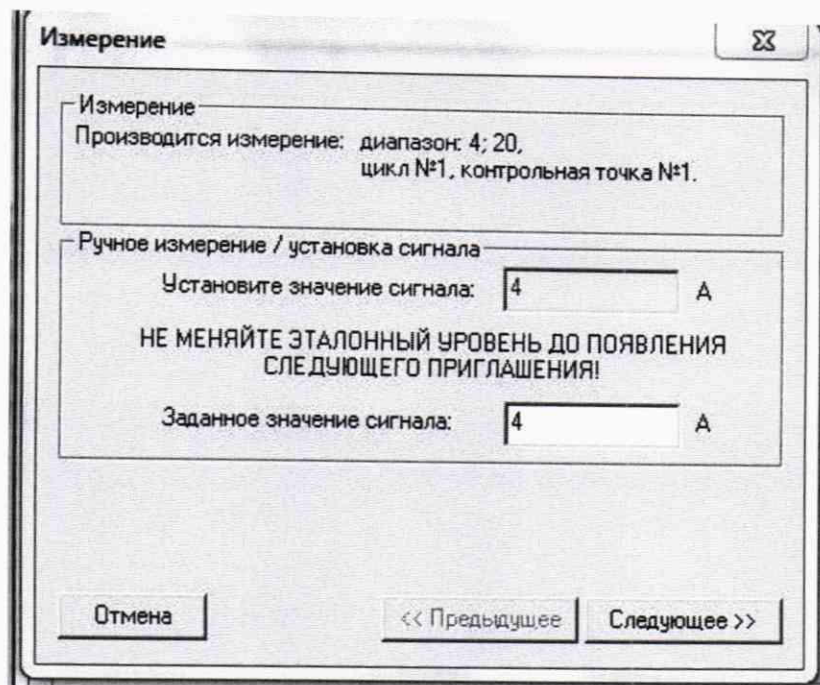 Измерение
Измерение
Производится измерение: диапазон: 4; 20,
цикл №1, контрольная точка №1.
Ручное измерение / установка сигнала
Установите значение сигнала: 4 А
НЕ МЕНЯЙТЕ ЭТАЛОННЫЙ УРОВЕНЬ ДО ПОЯВЛЕНИЯ
СЛЕДУЮЩЕГО ПРИГЛАШЕНИЯ!
Заданное значение сигнала: 4 А
Отмена << Предыдущее Следующее >>